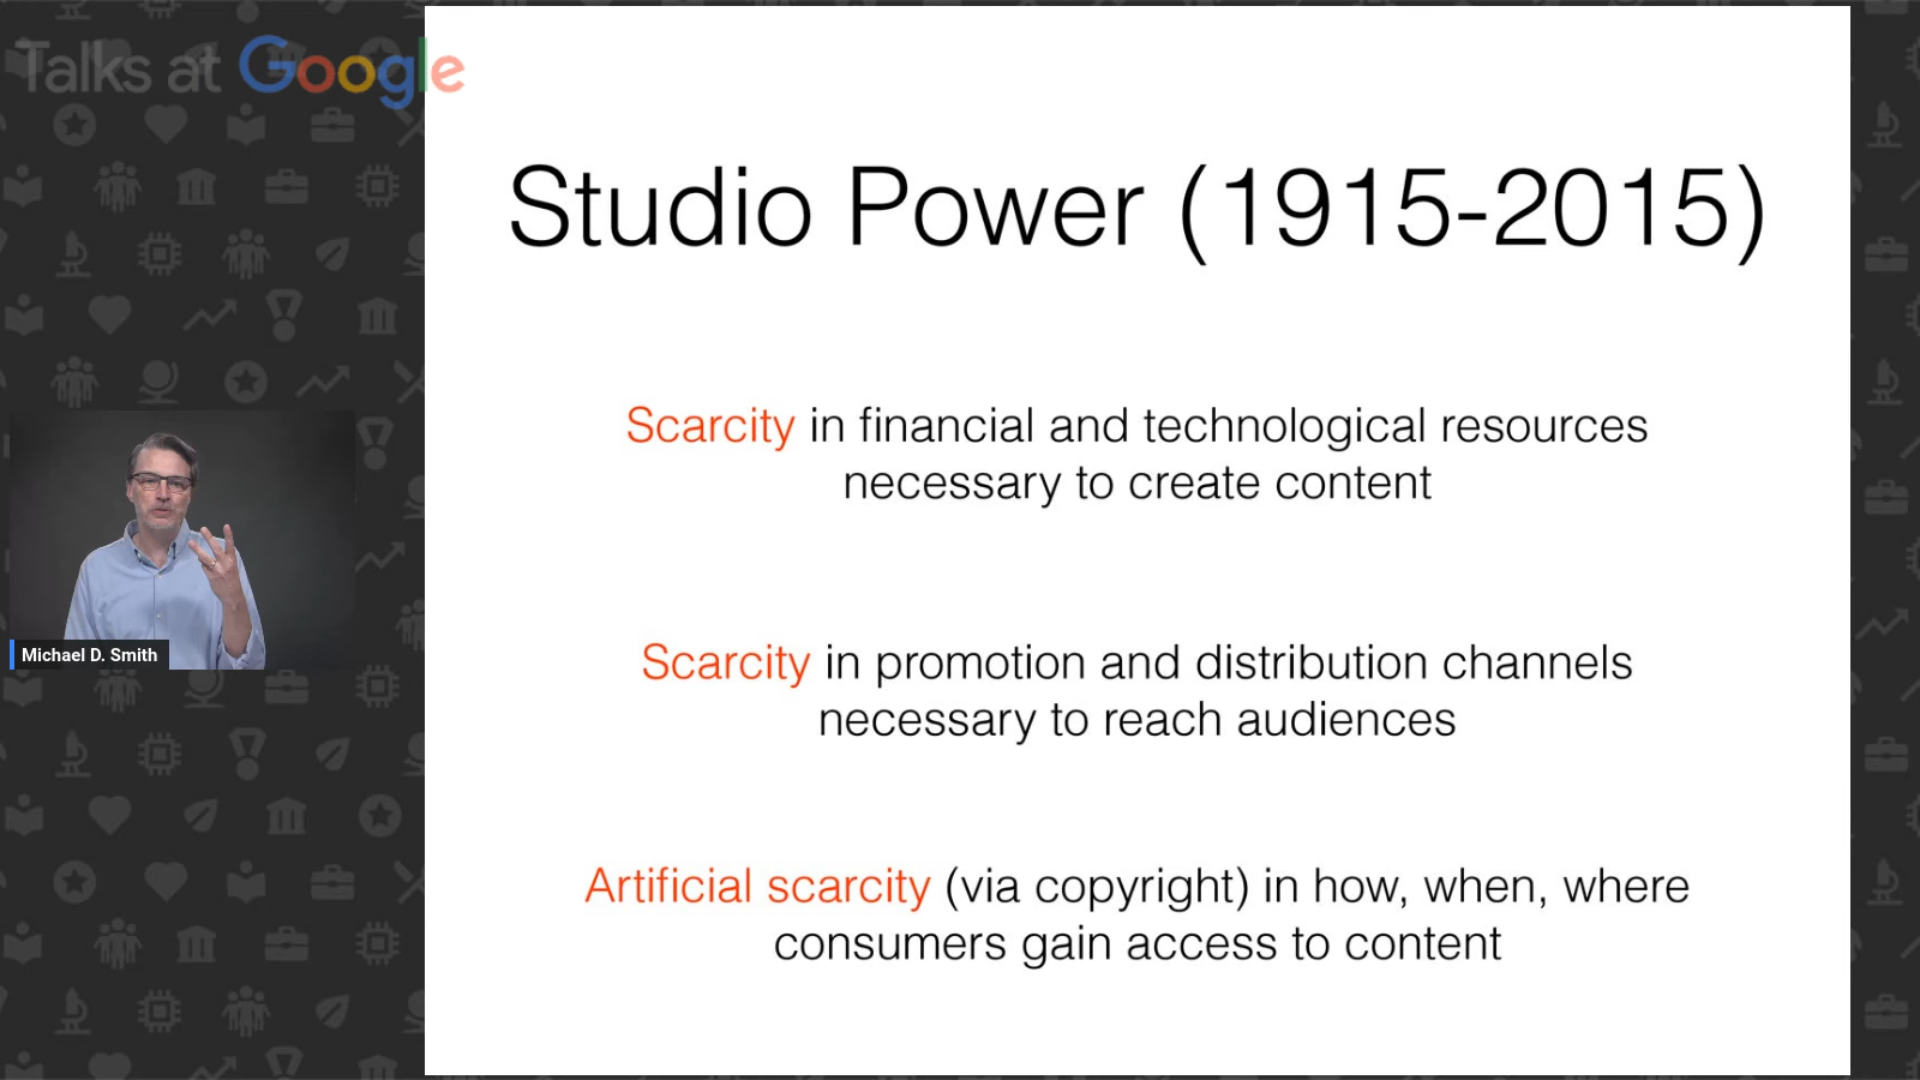 Talks at Google
Studio Power (1915-2015)
Scarcity in financial and technological resources
necessary to create content
Scarcity in promotion and distribution channels
necessary to reach audiences
Artificial scarcity (via copyright) in how, when, where
consumers gain access to content
Michael D. Smith